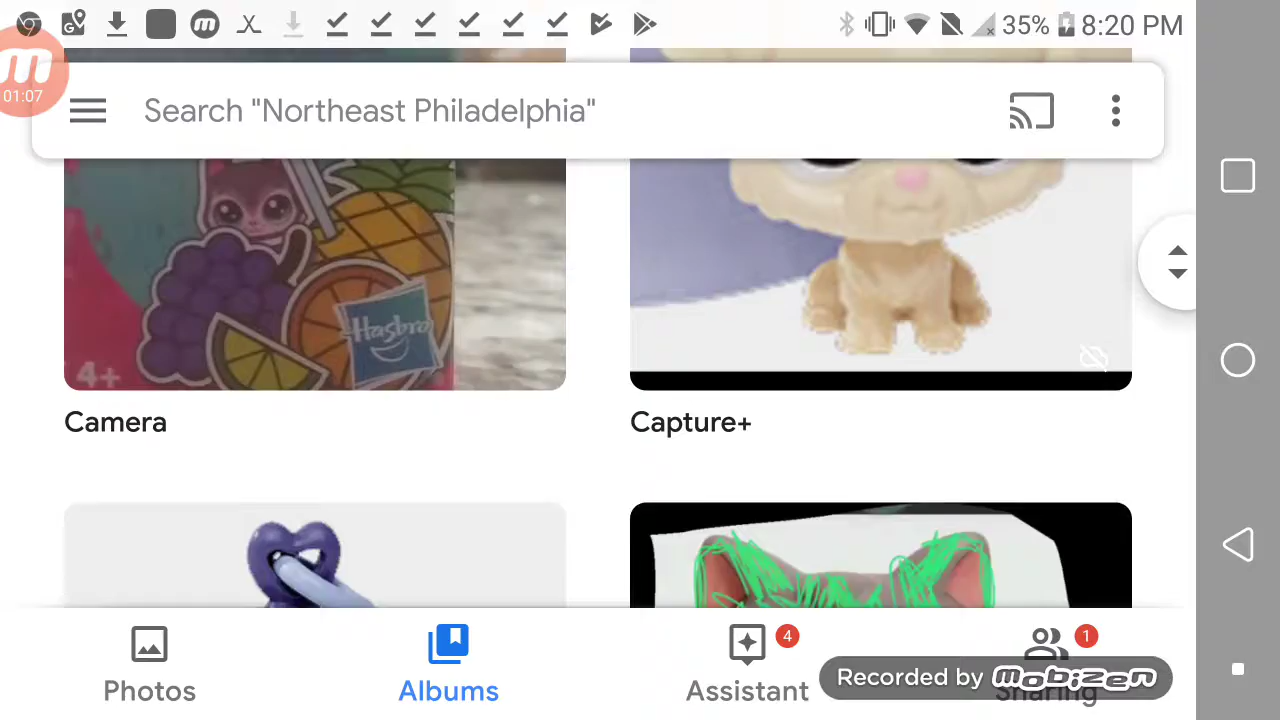 35% 8:20 PM
m
01:07
Search "Northeast Philadelphia"
Hasbro
4+
Camera
Capture+
4
1
Photos
Albums
Assistant
Sharing
Recorded by mobizen